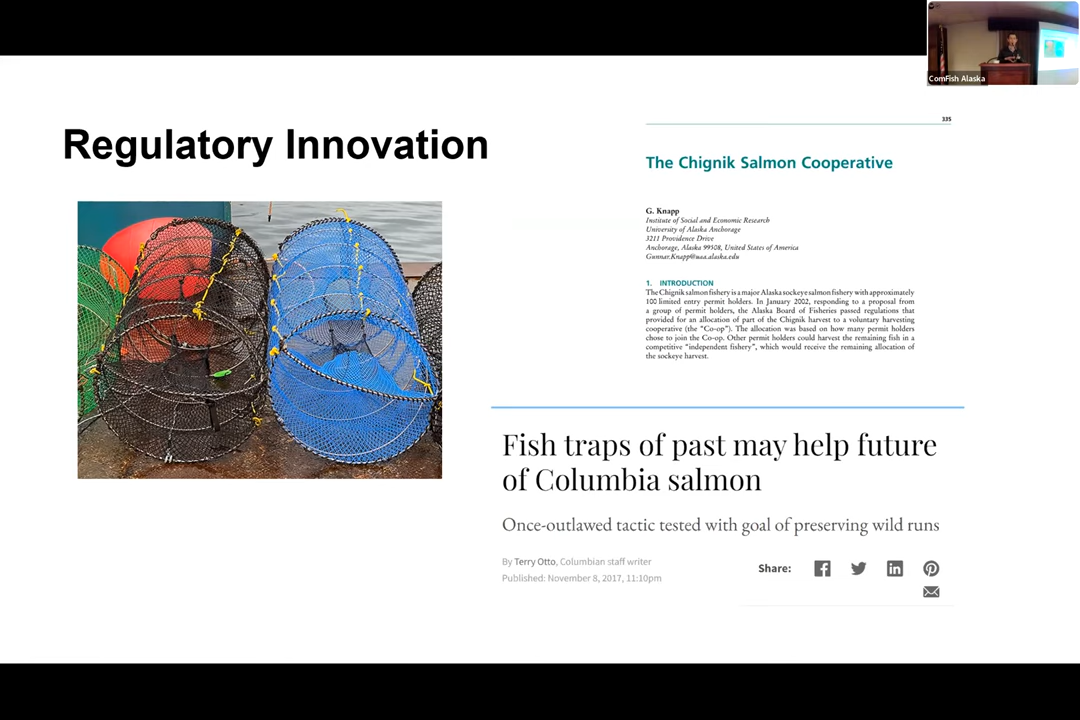 ComFish Alaska
Regulatory Innovation
335
The Chignik Salmon Cooperative
G. Knapp
Institute of Social and Economic Research
University of Alaska Anchorage
3211 Providence Drive
Anchorage, Alaska 99508, United States of America
Gunnar.Knapp@uaa.alaska.edu
1. INTRODUCTION
The Chignik salmon fishery is a major Alaska sockeye salmon fishery with approximately
100 limited entry permit holders. In January 2002, responding to a proposal from
a group of permit holders, the Alaska Board of Fisheries passed regulations that
provided for an allocation of part of the Chignik harvest to a voluntary harvesting
cooperative (the “Co-op”). The allocation was based on how many permit holders
chose to join the Co-op. Other permit holders could harvest the remaining fish in a
competitive “independent fishery”, which would receive the remaining allocation of
the sockeye harvest.
Fish traps of past may help future
of Columbia salmon
Once-outlawed tactic tested with goal of preserving wild runs
By Terry Otto, Columbian staff writer
Published: November 8, 2017, 11:10pm
Share: